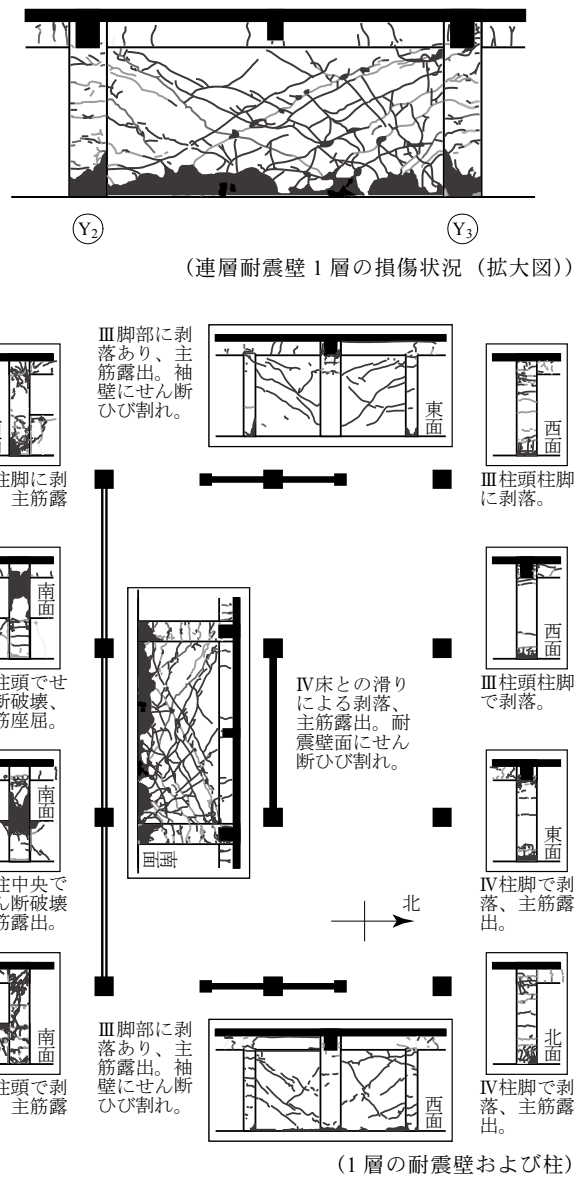 Y2
Y3
(連層耐震壁 1 層の損傷状況（拡大図))
Ⅲ脚部に剥
落あり、主
筋露出。袖
壁にせん断
ひび割れ。
東面
西面
柱脚に剥
主筋露
Ⅲ柱頭柱脚
に剥落。
南面
西面
柱頭でせ
断破壊、
筋座屈。
Ⅳ床との滑り
による剥落、
主筋露出。耐
震壁面にせん
断ひび割れ。
Ⅲ柱頭柱脚
で剥落。
南面
南面
東面
柱中央で
ん断破壊
筋露出。
Ⅳ柱脚で剥
落、主筋露
出。
北
南面
北面
柱頭で剥
主筋露
Ⅲ脚部に剥
落あり、主
筋露出。袖
壁にせん断
ひび割れ。
西面
Ⅳ柱脚で剥
落、主筋露
出。
(1 層の耐震壁および柱)